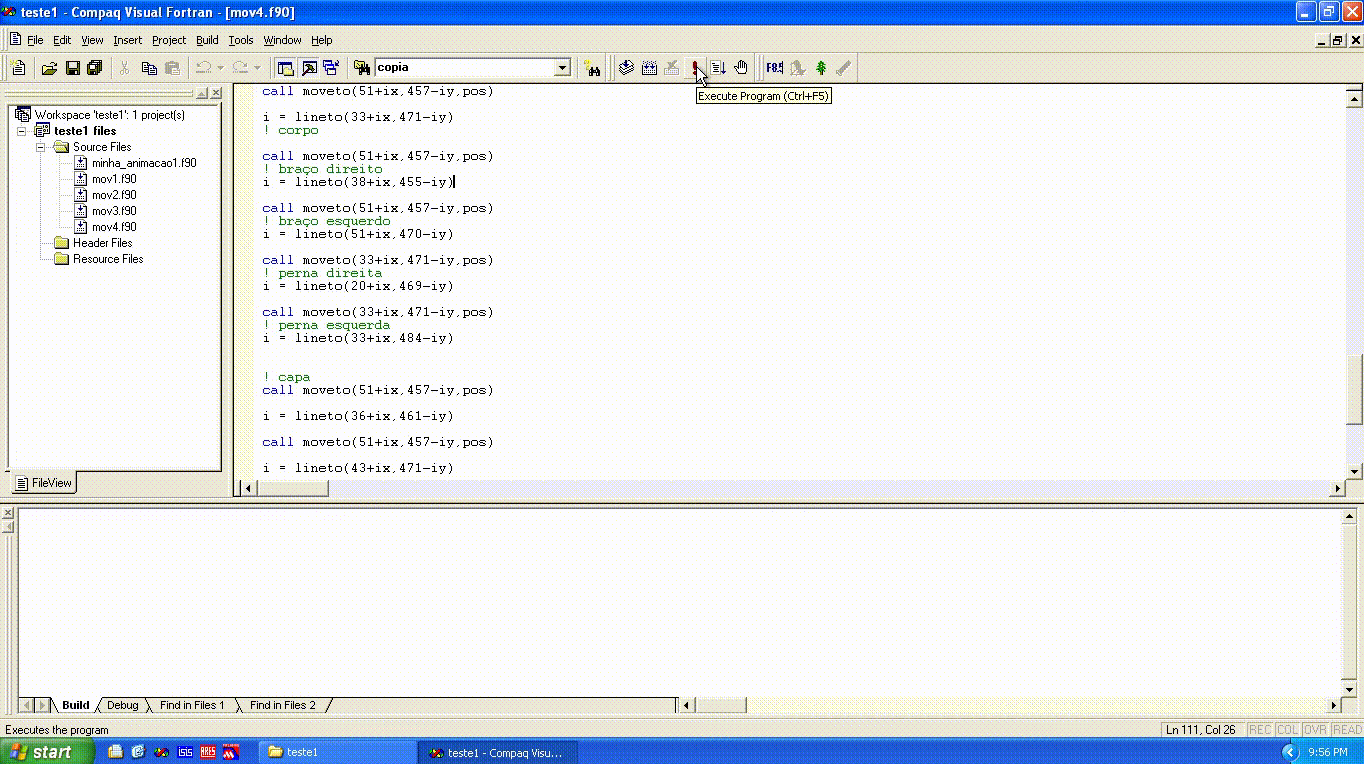 teste1 - Compaq Visual Fortran - [mov4.f90]
File Edit View Insert Project Build Tools Window Help
copia
Execute Program (Ctrl+F5)
Workspace 'teste1': 1 project(s)
teste1 files
Source Files
minha_animacao1.f90
mov1.f90
mov2.f90
mov3.f90
mov4.f90
Header Files
Resource Files
FileView
call moveto(51+ix,457-iy,pos)
i = lineto(33+ix,471-iy)
! corpo
call moveto(51+ix,457-iy,pos)
! braço direito
i = lineto(38+ix,455-iy)
call moveto(51+ix,457-iy,pos)
! braço esquerdo
i = lineto(51+ix,470-iy)
call moveto(33+ix,471-iy,pos)
! perna direita
i = lineto(20+ix,469-iy)
call moveto(33+ix,471-iy,pos)
! perna esquerda
i = lineto(33+ix,484-iy)
! capa
call moveto(51+ix,457-iy,pos)
i = lineto(36+ix,461-iy)
call moveto(51+ix,457-iy,pos)
i = lineto(43+ix,471-iy)
Build Debug Find in Files 1 Find in Files 2
Executes the program
Ln 111, Col 26 REC COL OVR READ
start
teste1
teste1 - Compaq Visu...
9:56 PM